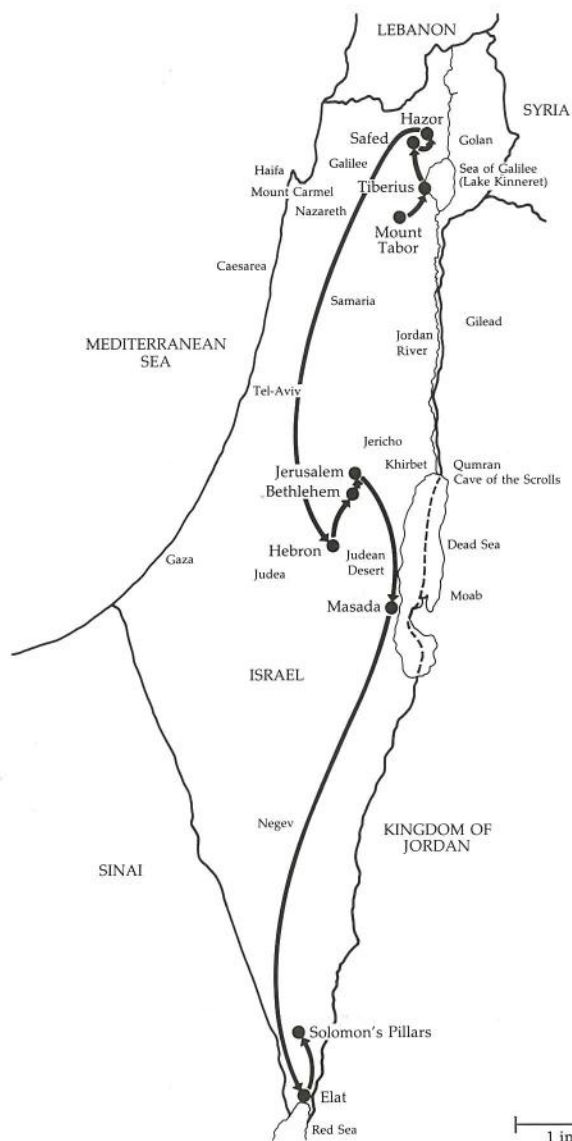 LEBANON
SYRIA
Hazor
Safed
Golan
Galilee
Sea of Galilee
(Lake Kinneret)
Haifa
Mount Carmel
Tiberius
Nazareth
Mount
Tabor
Caesarea
Samaria
Gilead
Jordan
River
MEDITERRANEAN
SEA
Tel-Aviv
Jericho
Jerusalem
Khirbet
Qumran
Cave of the Scrolls
Bethlehem
Hebron
Judean
Desert
Dead Sea
Gaza
Judea
Moab
Masada
ISRAEL
Negev
KINGDOM OF
JORDAN
SINAI
Solomon's Pillars
Elat
Red Sea
1 in